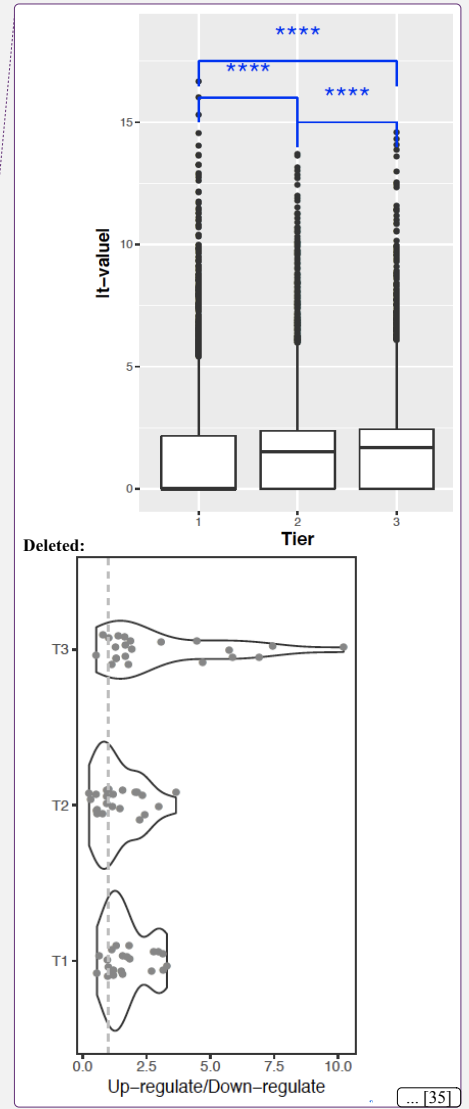 ****
****
****
15
10
5
0
|t-value|
1 2 3
Tier
Deleted:
T3
T2
T1
0.0 2.5 5.0 7.5 10.0
Up-regulate/Down-regulate
... [35]